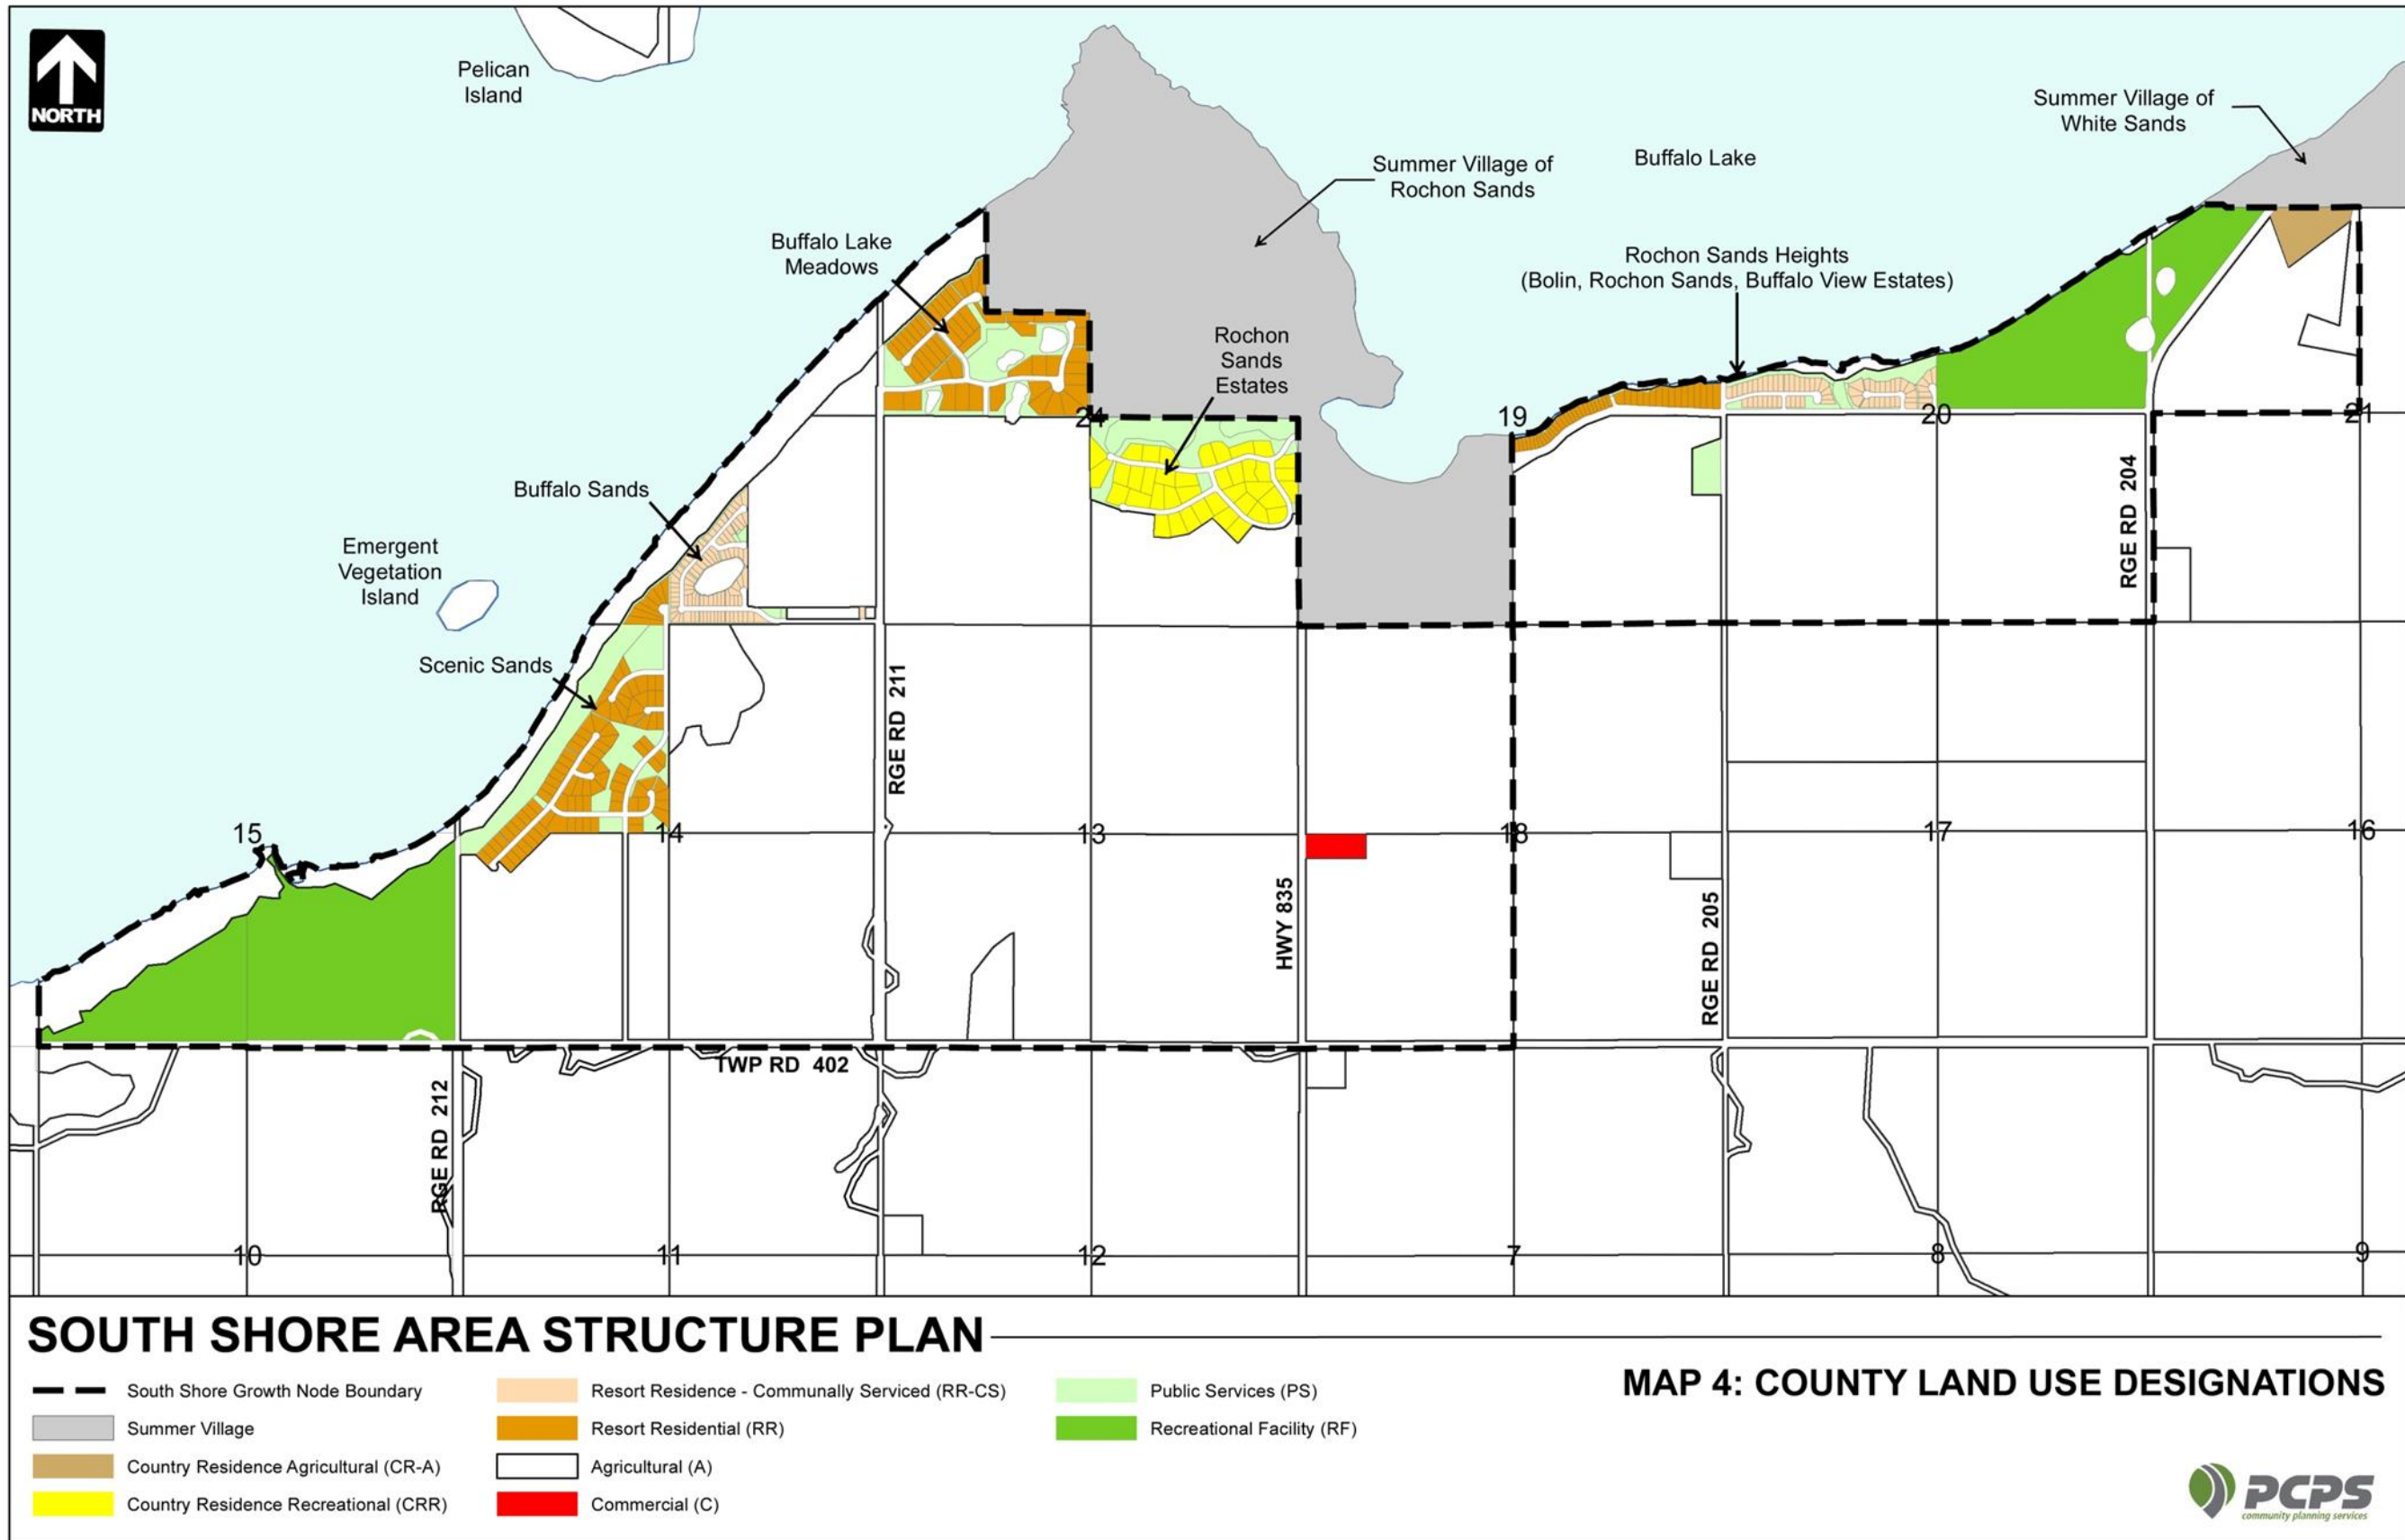 NORTH
Pelican
Island
Summer Village of
White Sands
Summer Village of
Rochon Sands
Buffalo Lake
Buffalo Lake
Meadows
Rochon Sands Heights
(Bolin, Rochon Sands, Buffalo View Estates)
Rochon
Sands
Estates
24
19
20
21
Buffalo Sands
RGE RD 204
Emergent
Vegetation
Island
Scenic Sands
RGE RD 211
15
14
13
18
17
16
HWY 835
RGE RD 205
TWP RD 402
RGE RD 212
10
11
12
7
8
9
SOUTH SHORE AREA STRUCTURE PLAN
MAP 4: COUNTY LAND USE DESIGNATIONS
South Shore Growth Node Boundary
Summer Village
Country Residence Agricultural (CR-A)
Country Residence Recreational (CRR)
Resort Residence - Communally Serviced (RR-CS)
Resort Residential (RR)
Agricultural (A)
Commercial (C)
Public Services (PS)
Recreational Facility (RF)
PCPS
community planning services